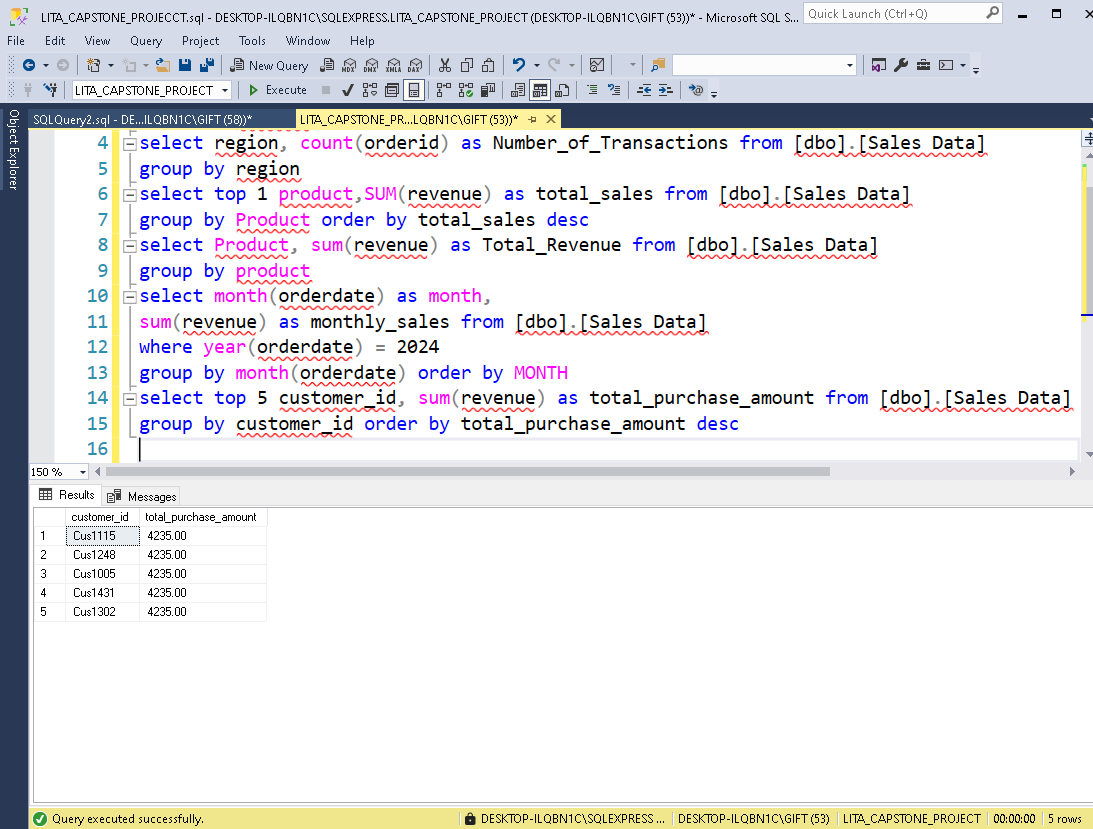 LITA_CAPSTONE_PROJECCT.sql - DESKTOP-ILQBN1C\SQLEXPRESS.LITA_CAPSTONE_PROJECT (DESKTOP-ILQBN1C\GIFT (53))* - Microsoft SQL S...
Quick Launch (Ctrl+Q)
File Edit View Query Project Tools Window Help
New Query MDX DMX XMLA DAX
LITA_CAPSTONE_PROJECT Execute
Object Explorer
SQLQuery2.sql - DE...ILQBN1C\GIFT (58))* LITA_CAPSTONE_PR...LQBN1C\GIFT (53))*
4 select region, count(orderid) as Number_of_Transactions from [dbo].[Sales Data]
5 group by region
6 select top 1 product,SUM(revenue) as total_sales from [dbo].[Sales Data]
7 group by Product order by total_sales desc
8 select Product, sum(revenue) as Total_Revenue from [dbo].[Sales Data]
9 group by product
10 select month(orderdate) as month,
11 sum(revenue) as monthly_sales from [dbo].[Sales Data]
12 where year(orderdate) = 2024
13 group by month(orderdate) order by MONTH
14 select top 5 customer_id, sum(revenue) as total_purchase_amount from [dbo].[Sales Data]
15 group by customer_id order by total_purchase_amount desc
16
150 %
Results Messages
customer_id total_purchase_amount
1 Cus1115 4235.00
2 Cus1248 4235.00
3 Cus1005 4235.00
4 Cus1431 4235.00
5 Cus1302 4235.00
Query executed successfully. DESKTOP-ILQBN1C\SQLEXPRESS ... DESKTOP-ILQBN1C\GIFT (53) LITA_CAPSTONE_PROJECT 00:00:00 5 rows